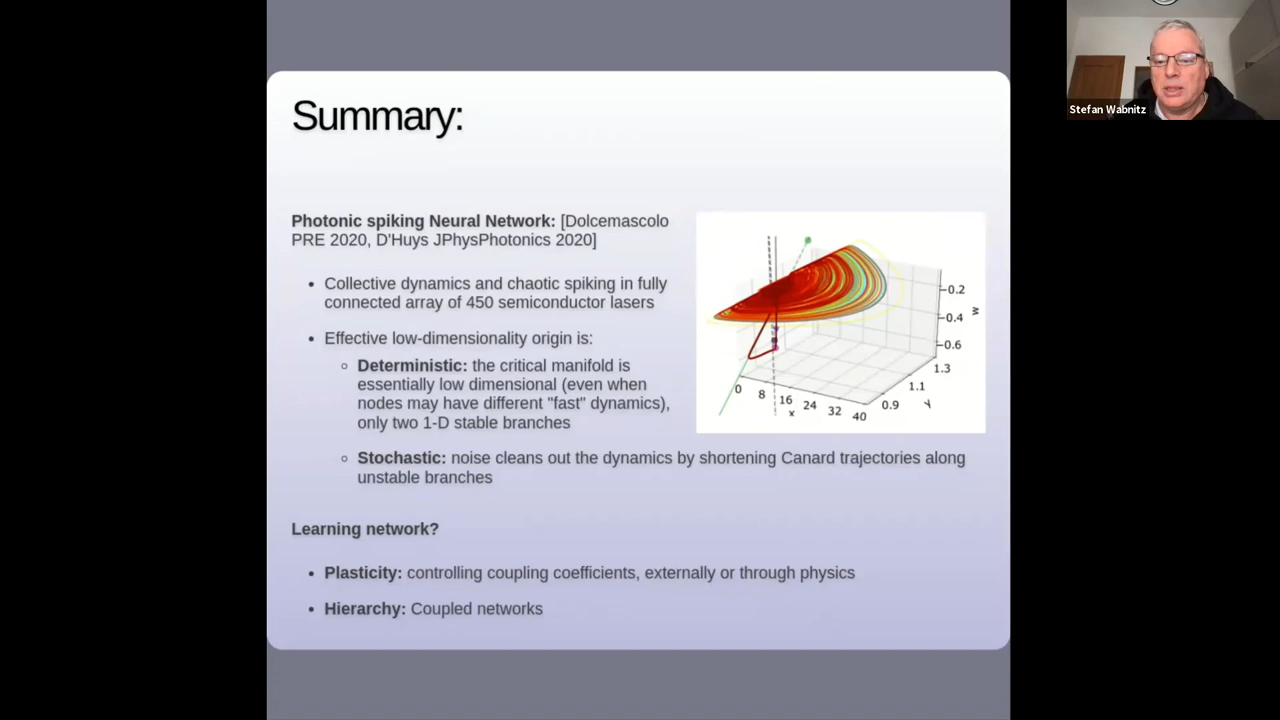 Stefan Wabnitz
Summary:
Photonic spiking Neural Network: [Dolcemascolo
PRE 2020, D'Huys JPhysPhotonics 2020]
• Collective dynamics and chaotic spiking in fully
connected array of 450 semiconductor lasers
• Effective low-dimensionality origin is:
◦ Deterministic: the critical manifold is
essentially low dimensional (even when
nodes may have different "fast" dynamics),
only two 1-D stable branches
◦ Stochastic: noise cleans out the dynamics by shortening Canard trajectories along
unstable branches
Learning network?
• Plasticity: controlling coupling coefficients, externally or through physics
• Hierarchy: Coupled networks
-0.2
-0.4
-0.6
w
1.3
1.1
0.9
y
0
8
16
24
32
40
x